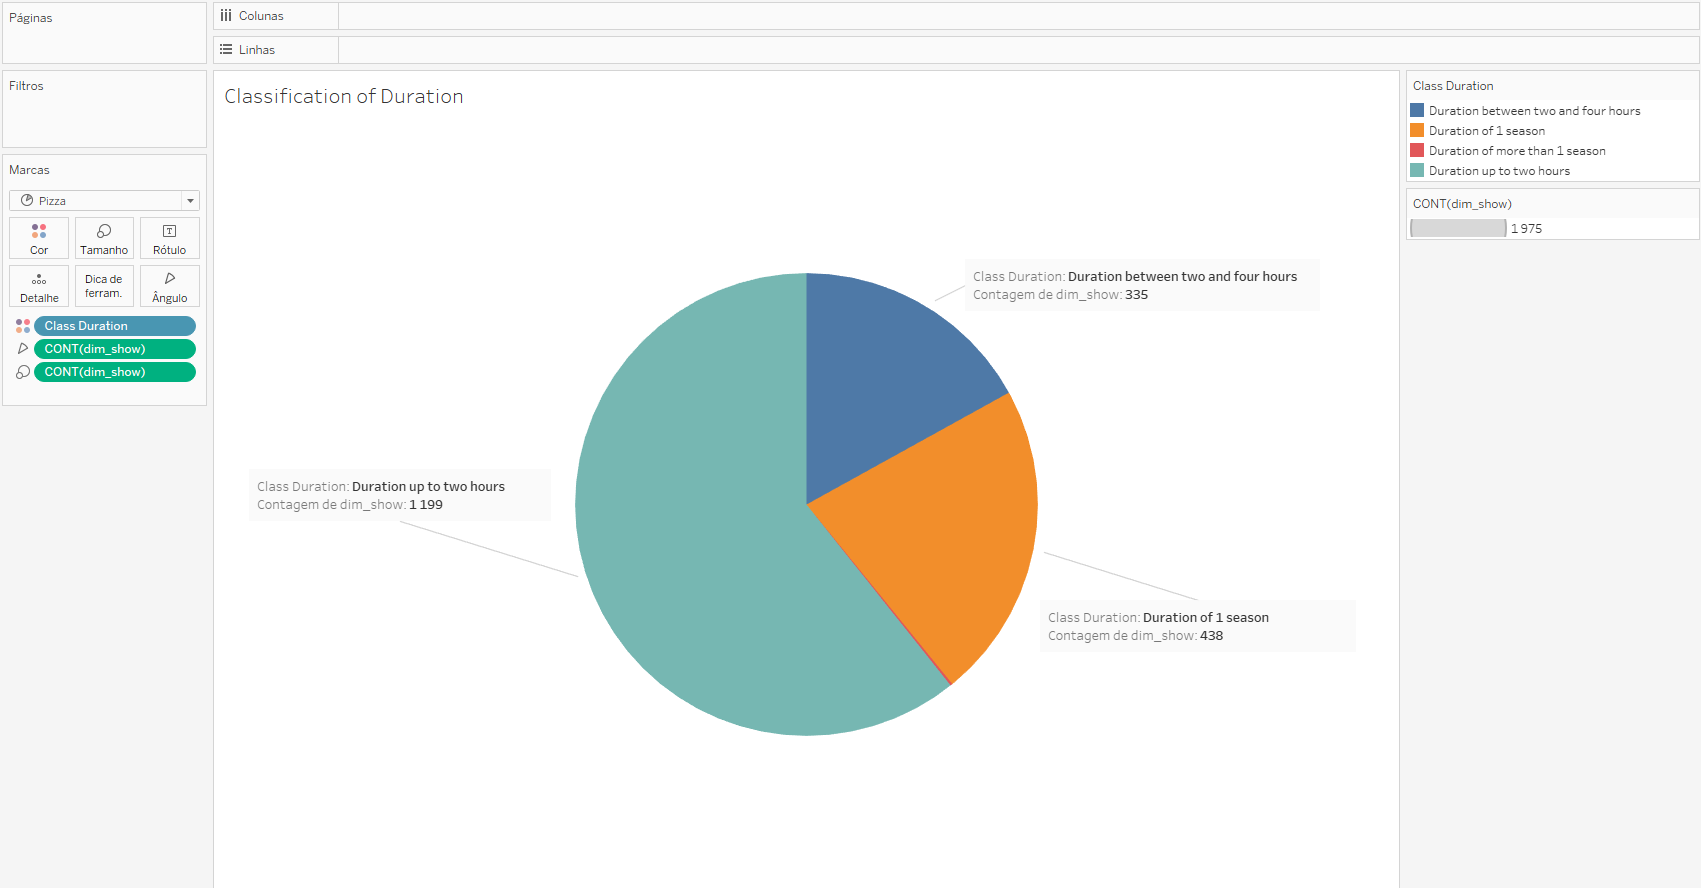 Páginas
Colunas
Linhas
Filtros
Marcas
Pizza
Cor
Tamanho
Rótulo
Detalhe
Dica de
ferram.
Ângulo
Class Duration
CONT(dim_show)
CONT(dim_show)
Classification of Duration
Class Duration: Duration between two and four hours
Contagem de dim_show: 335
Class Duration: Duration up to two hours
Contagem de dim_show: 1 199
Class Duration: Duration of 1 season
Contagem de dim_show: 438
Class Duration
Duration between two and four hours
Duration of 1 season
Duration of more than 1 season
Duration up to two hours
CONT(dim_show)
1 975